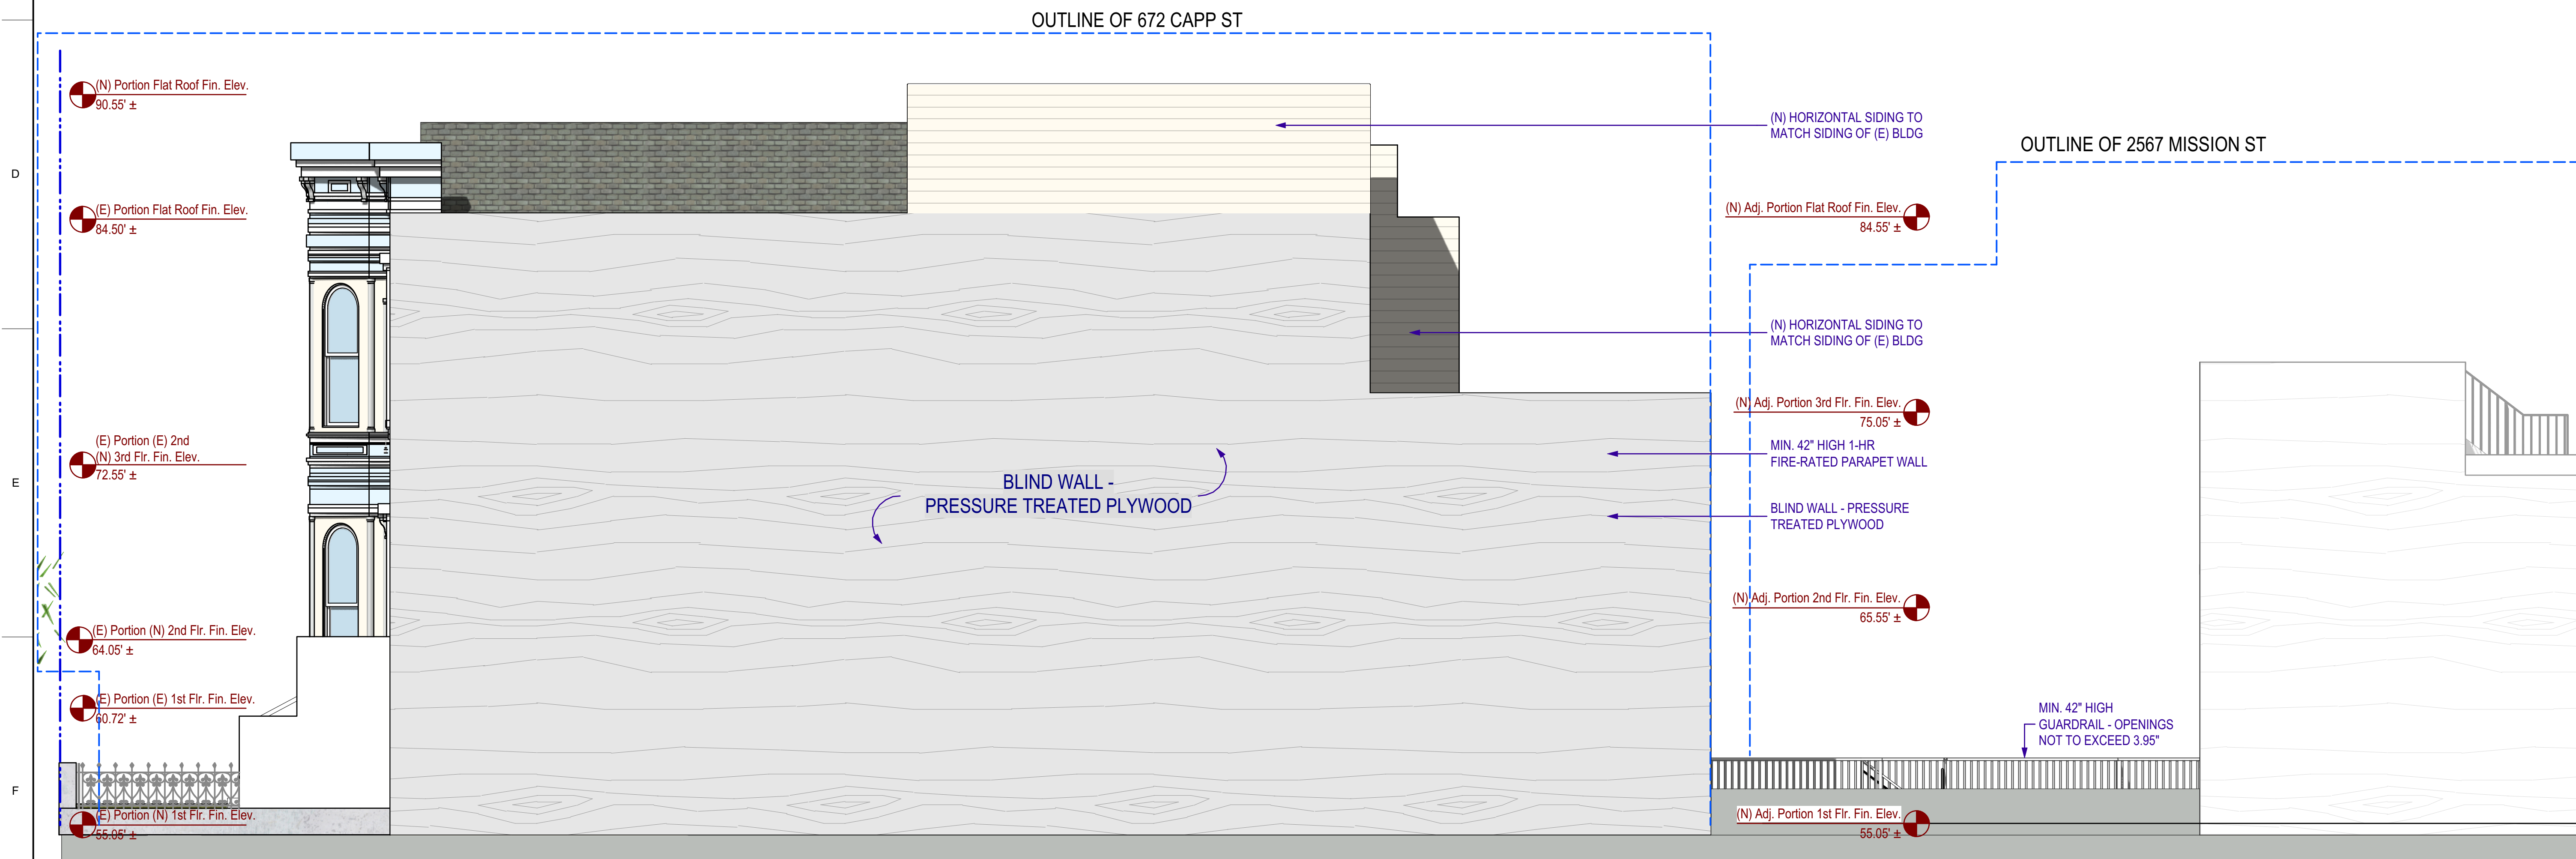 OUTLINE OF 672 CAPP ST
(N) Portion Flat Roof Fin. Elev.
90.55' ±
(N) HORIZONTAL SIDING TO
MATCH SIDING OF (E) BLDG
OUTLINE OF 2567 MISSION ST
D
(E) Portion Flat Roof Fin. Elev.
84.50' ±
(N) Adj. Portion Flat Roof Fin. Elev.
84.55' ±
(N) HORIZONTAL SIDING TO
MATCH SIDING OF (E) BLDG
(N) Adj. Portion 3rd Flr. Fin. Elev.
75.05' ±
(E) Portion (E) 2nd
(N) 3rd Flr. Fin. Elev.
72.55' ±
MIN. 42" HIGH 1-HR
FIRE-RATED PARAPET WALL
E
BLIND WALL -
PRESSURE TREATED PLYWOOD
BLIND WALL - PRESSURE
TREATED PLYWOOD
(N) Adj. Portion 2nd Flr. Fin. Elev.
65.55' ±
(E) Portion (N) 2nd Flr. Fin. Elev.
64.05' ±
(E) Portion (E) 1st Flr. Fin. Elev.
60.72' ±
MIN. 42" HIGH
GUARDRAIL - OPENINGS
NOT TO EXCEED 3.95"
F
(E) Portion (N) 1st Flr. Fin. Elev.
55.05' ±
(N) Adj. Portion 1st Flr. Fin. Elev.
55.05' ±